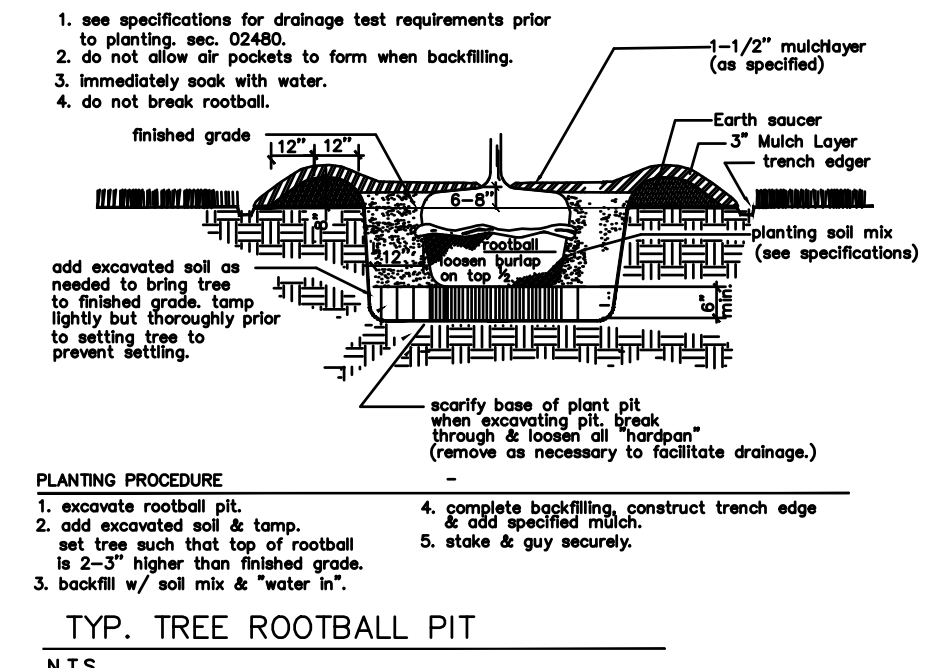 1. see specifications for drainage test requirements prior
to planting. sec. 02480.
2. do not allow air pockets to form when backfilling.
3. immediately soak with water.
4. do not break rootball.
1-1/2" mulchlayer
(as specified)
Earth saucer
3" Mulch Layer
trench edger
finished grade
12" 12"
6-8"
8"
planting soil mix
(see specifications)
rootball
loosen burlap
on top ½
12
6"
min.
add excavated soil as
needed to bring tree
to finished grade. tamp
lightly but thoroughly prior
to setting tree to
prevent settling.
scarify base of plant pit
when excavating pit. break
through & loosen all "hardpan"
(remove as necessary to facilitate drainage.)
PLANTING PROCEDURE –
1. excavate rootball pit.
2. add excavated soil & tamp.
set tree such that top of rootball
is 2-3" higher than finished grade.
3. backfill w/ soil mix & "water in".
4. complete backfilling, construct trench edge
& add specified mulch.
5. stake & guy securely.
TYP. TREE ROOTBALL PIT
N.T.S.